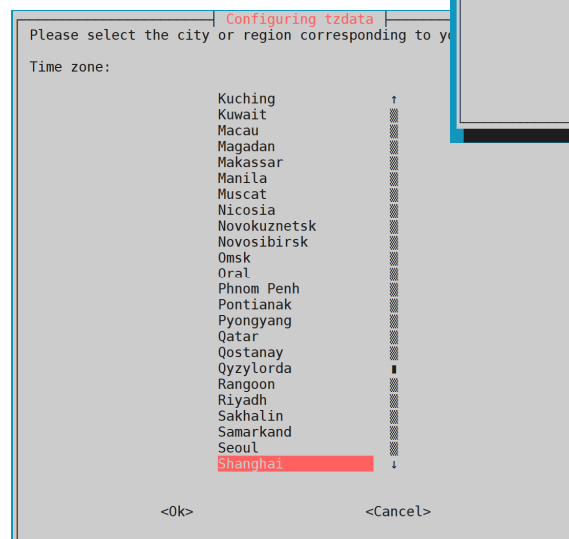 Configuring tzdata
Please select the city or region corresponding to yo
Time zone:
Kuching ↑
Kuwait
Macau
Magadan
Makassar
Manila
Muscat
Nicosia
Novokuznetsk
Novosibirsk
Omsk
Oral
Phnom Penh
Pontianak
Pyongyang
Qatar
Qostanay
Qyzylorda
Rangoon
Riyadh
Sakhalin
Samarkand
Seoul
Shanghai ↓
<Ok> <Cancel>